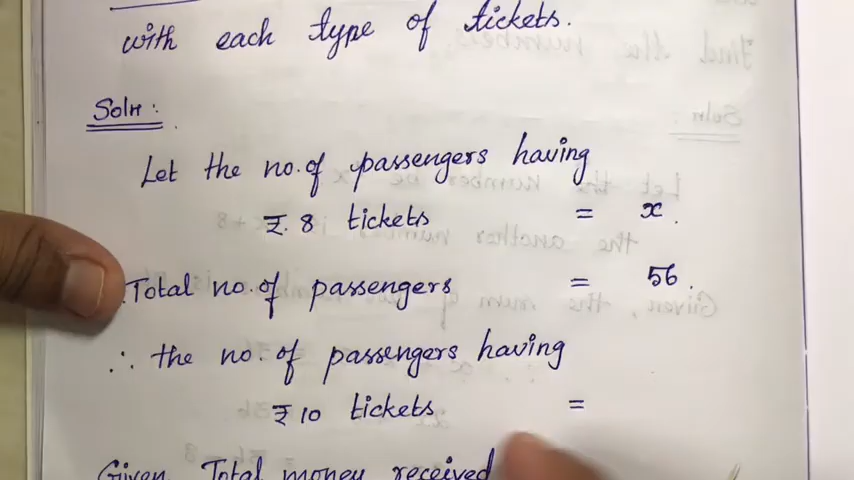 with each type of tickets.
Soln:
Let the no. of passengers having
₹. 8 tickets = x.
Total no. of passengers = 56.
∴ the no. of passengers having
₹ 10 tickets =
Given Total money received